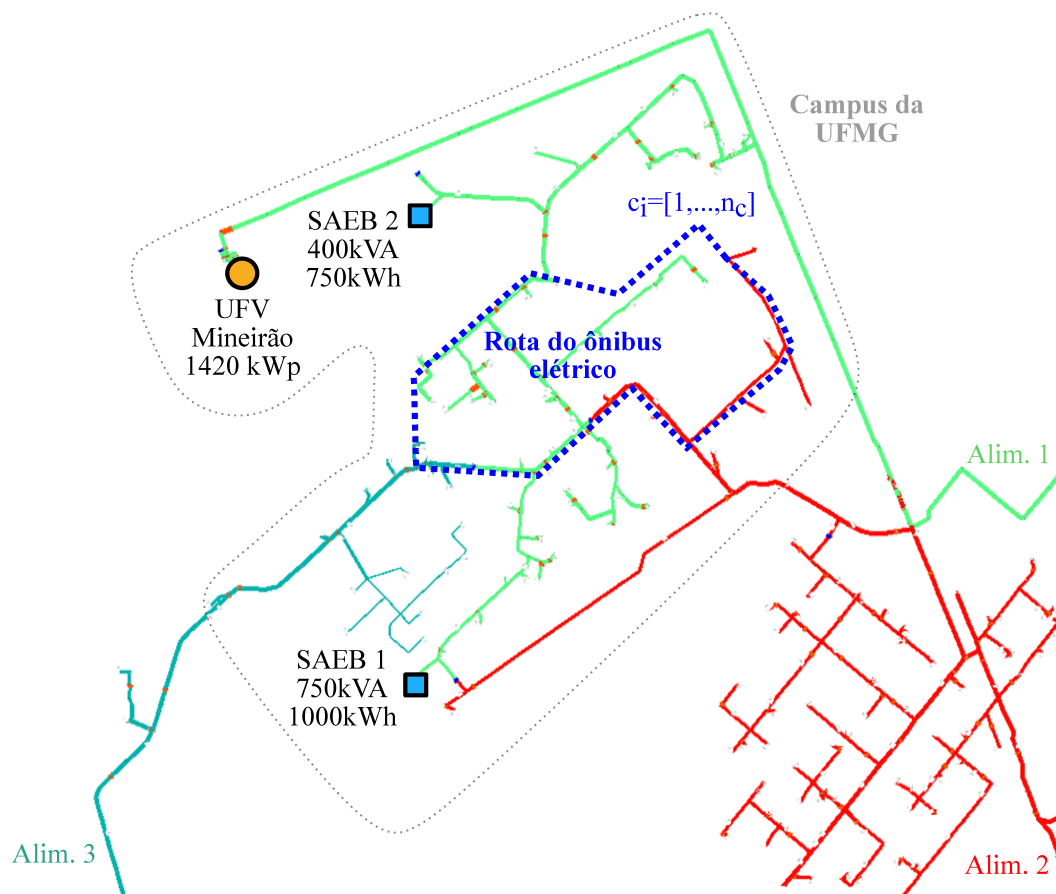 Campus da
UFMG
SAEB 2
400kVA
750kWh
cᵢ=[1,...,n_c]
UFV
Mineirão
1420 kWp
Rota do ônibus
elétrico
Alim. 1
SAEB 1
750kVA
1000kWh
Alim. 3
Alim. 2